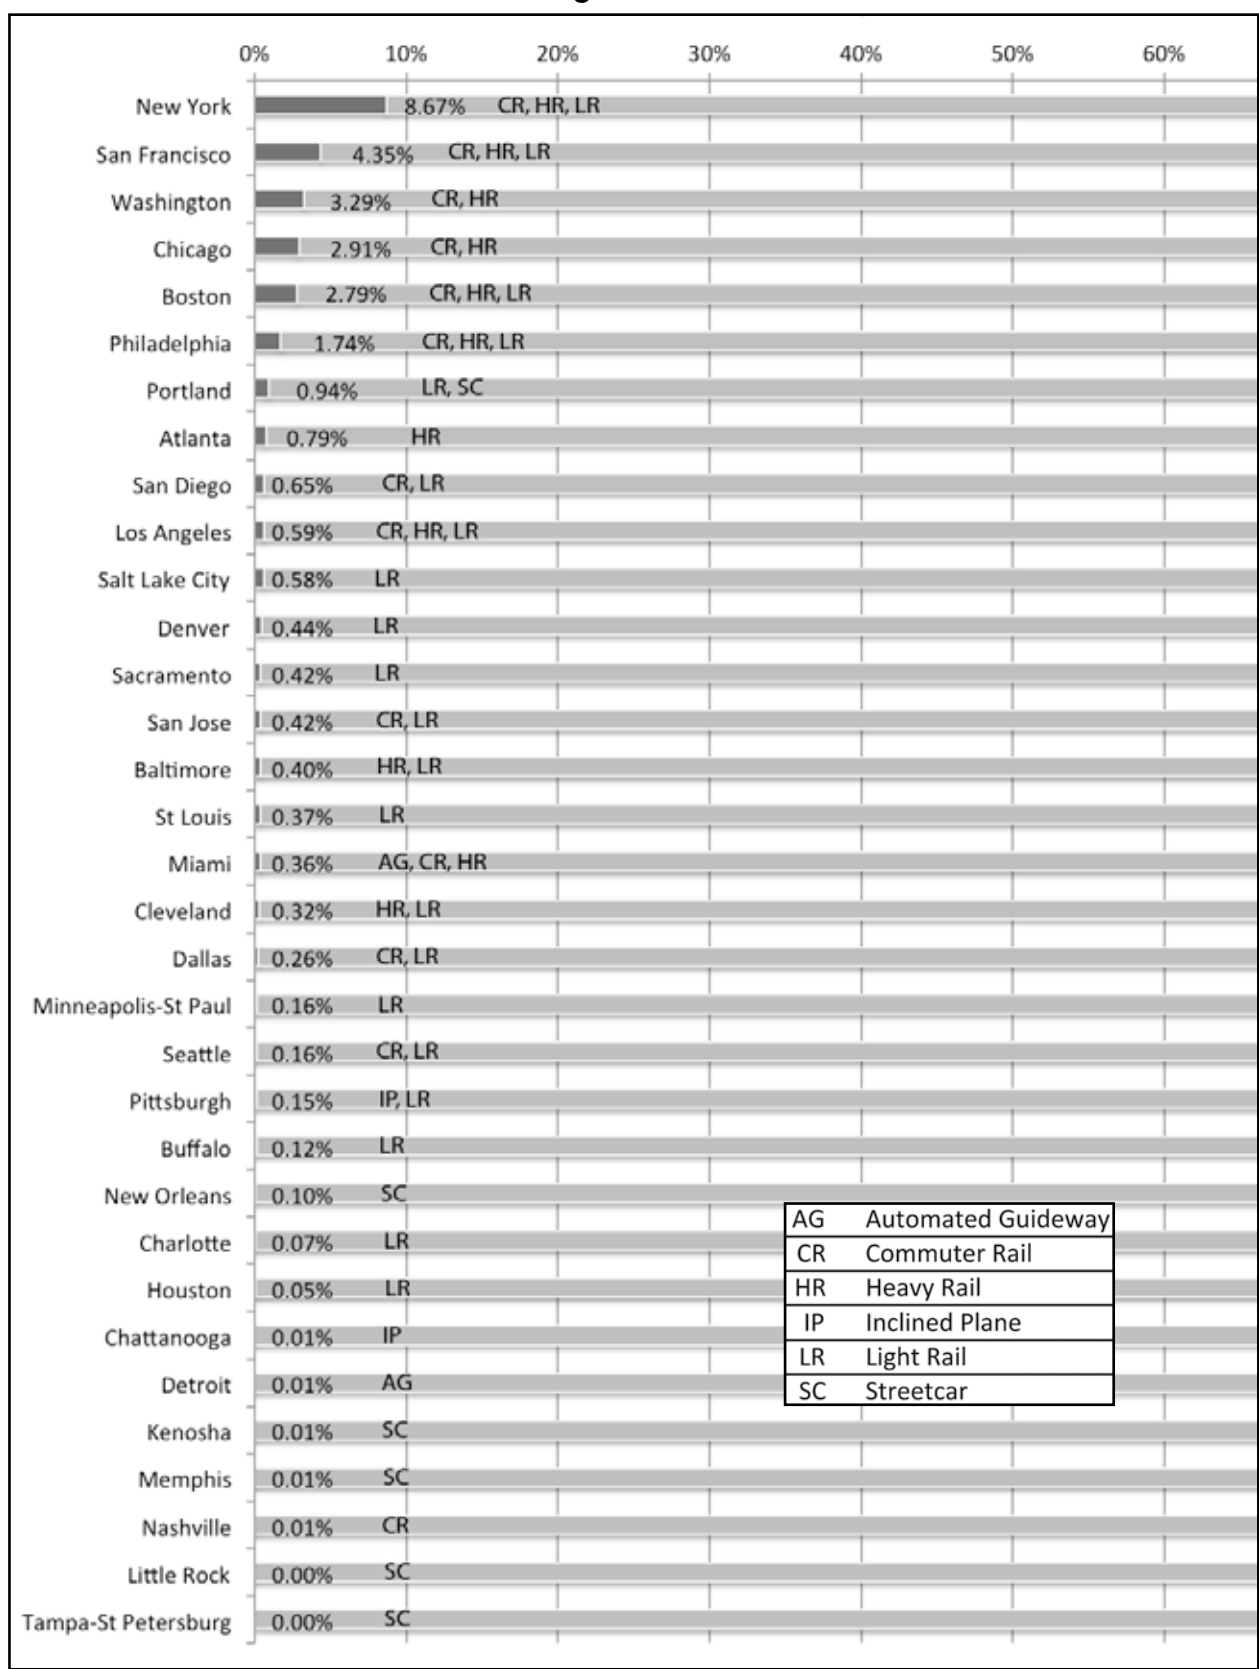 0% 10% 20% 30% 40% 50% 60%
New York 8.67% CR, HR, LR
San Francisco 4.35% CR, HR, LR
Washington 3.29% CR, HR
Chicago 2.91% CR, HR
Boston 2.79% CR, HR, LR
Philadelphia 1.74% CR, HR, LR
Portland 0.94% LR, SC
Atlanta 0.79% HR
San Diego 0.65% CR, LR
Los Angeles 0.59% CR, HR, LR
Salt Lake City 0.58% LR
Denver 0.44% LR
Sacramento 0.42% LR
San Jose 0.42% CR, LR
Baltimore 0.40% HR, LR
St Louis 0.37% LR
Miami 0.36% AG, CR, HR
Cleveland 0.32% HR, LR
Dallas 0.26% CR, LR
Minneapolis-St Paul 0.16% LR
Seattle 0.16% CR, LR
Pittsburgh 0.15% IP, LR
Buffalo 0.12% LR
New Orleans 0.10% SC
Charlotte 0.07% LR
Houston 0.05% LR
Chattanooga 0.01% IP
Detroit 0.01% AG
Kenosha 0.01% SC
Memphis 0.01% SC
Nashville 0.01% CR
Little Rock 0.00% SC
Tampa-St Petersburg 0.00% SC
AG Automated Guideway
CR Commuter Rail
HR Heavy Rail
IP Inclined Plane
LR Light Rail
SC Streetcar